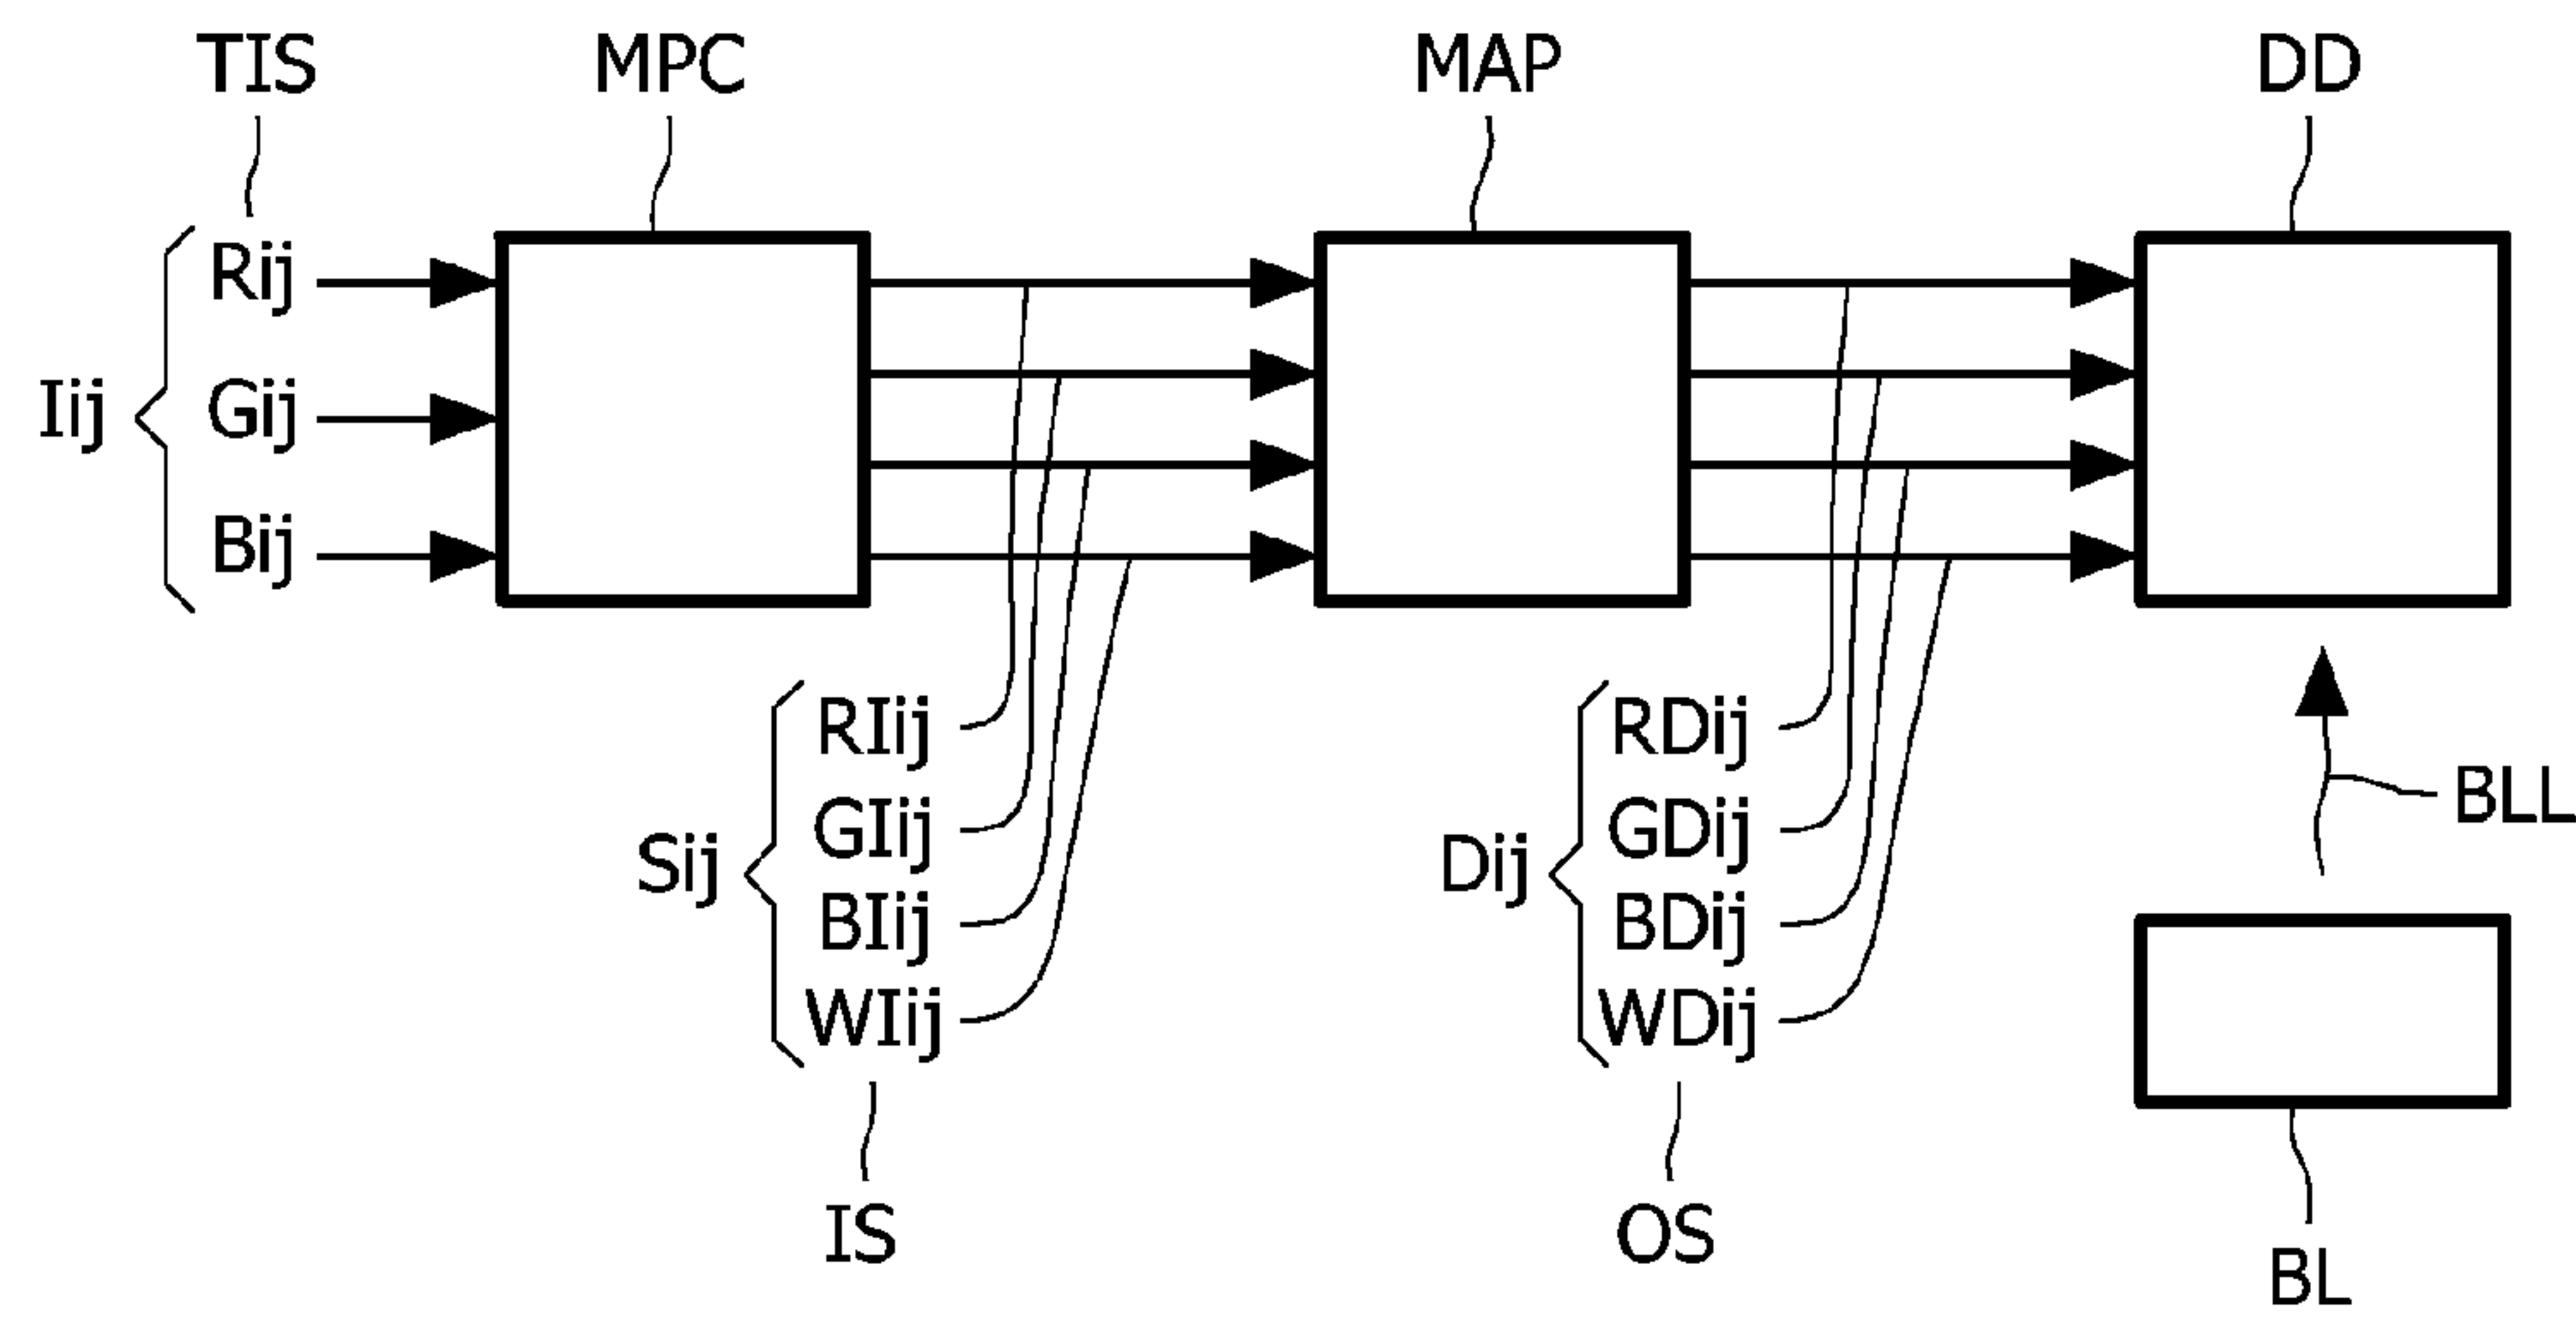 TIS MPC MAP DD
Rij
Iij Gij
Bij
RIij RDij
BLL
GIij GDij
Sij Dij
BIij BDij
WIij WDij
IS OS
BL